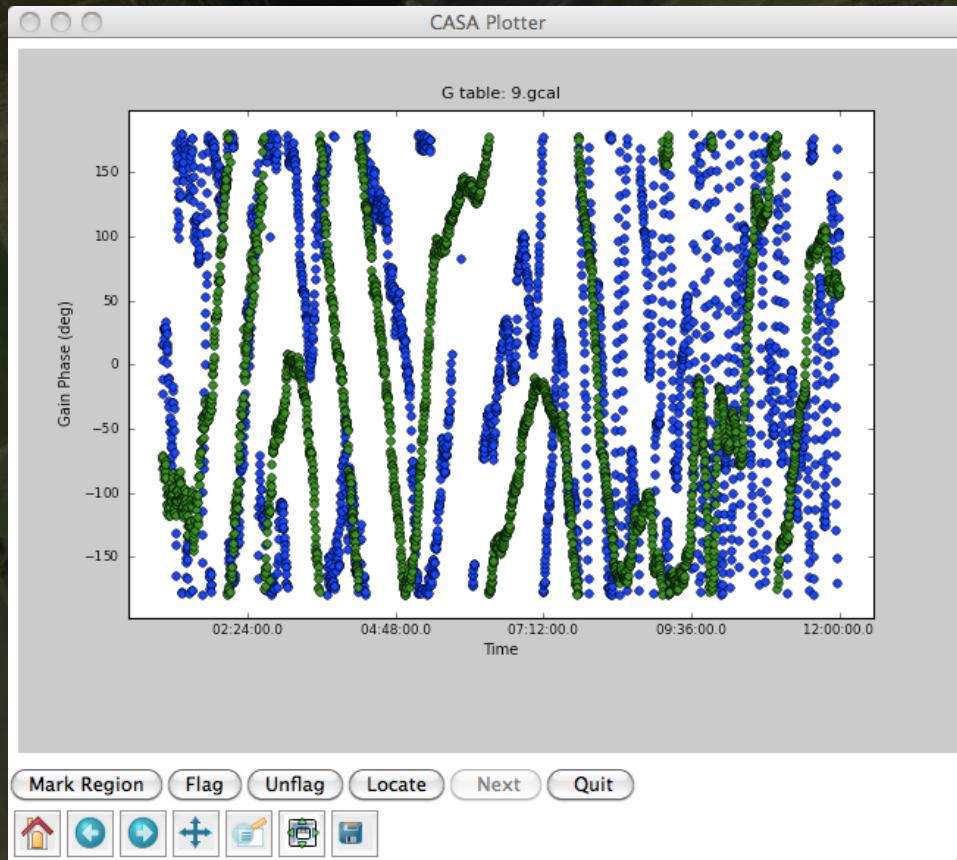 CASA Plotter
G table: 9.gcal
150
100
50
0
−50
−100
−150
Gain Phase (deg)
02:24:00.0 04:48:00.0 07:12:00.0 09:36:00.0 12:00:00.0
Time
Mark Region Flag Unflag Locate Next Quit